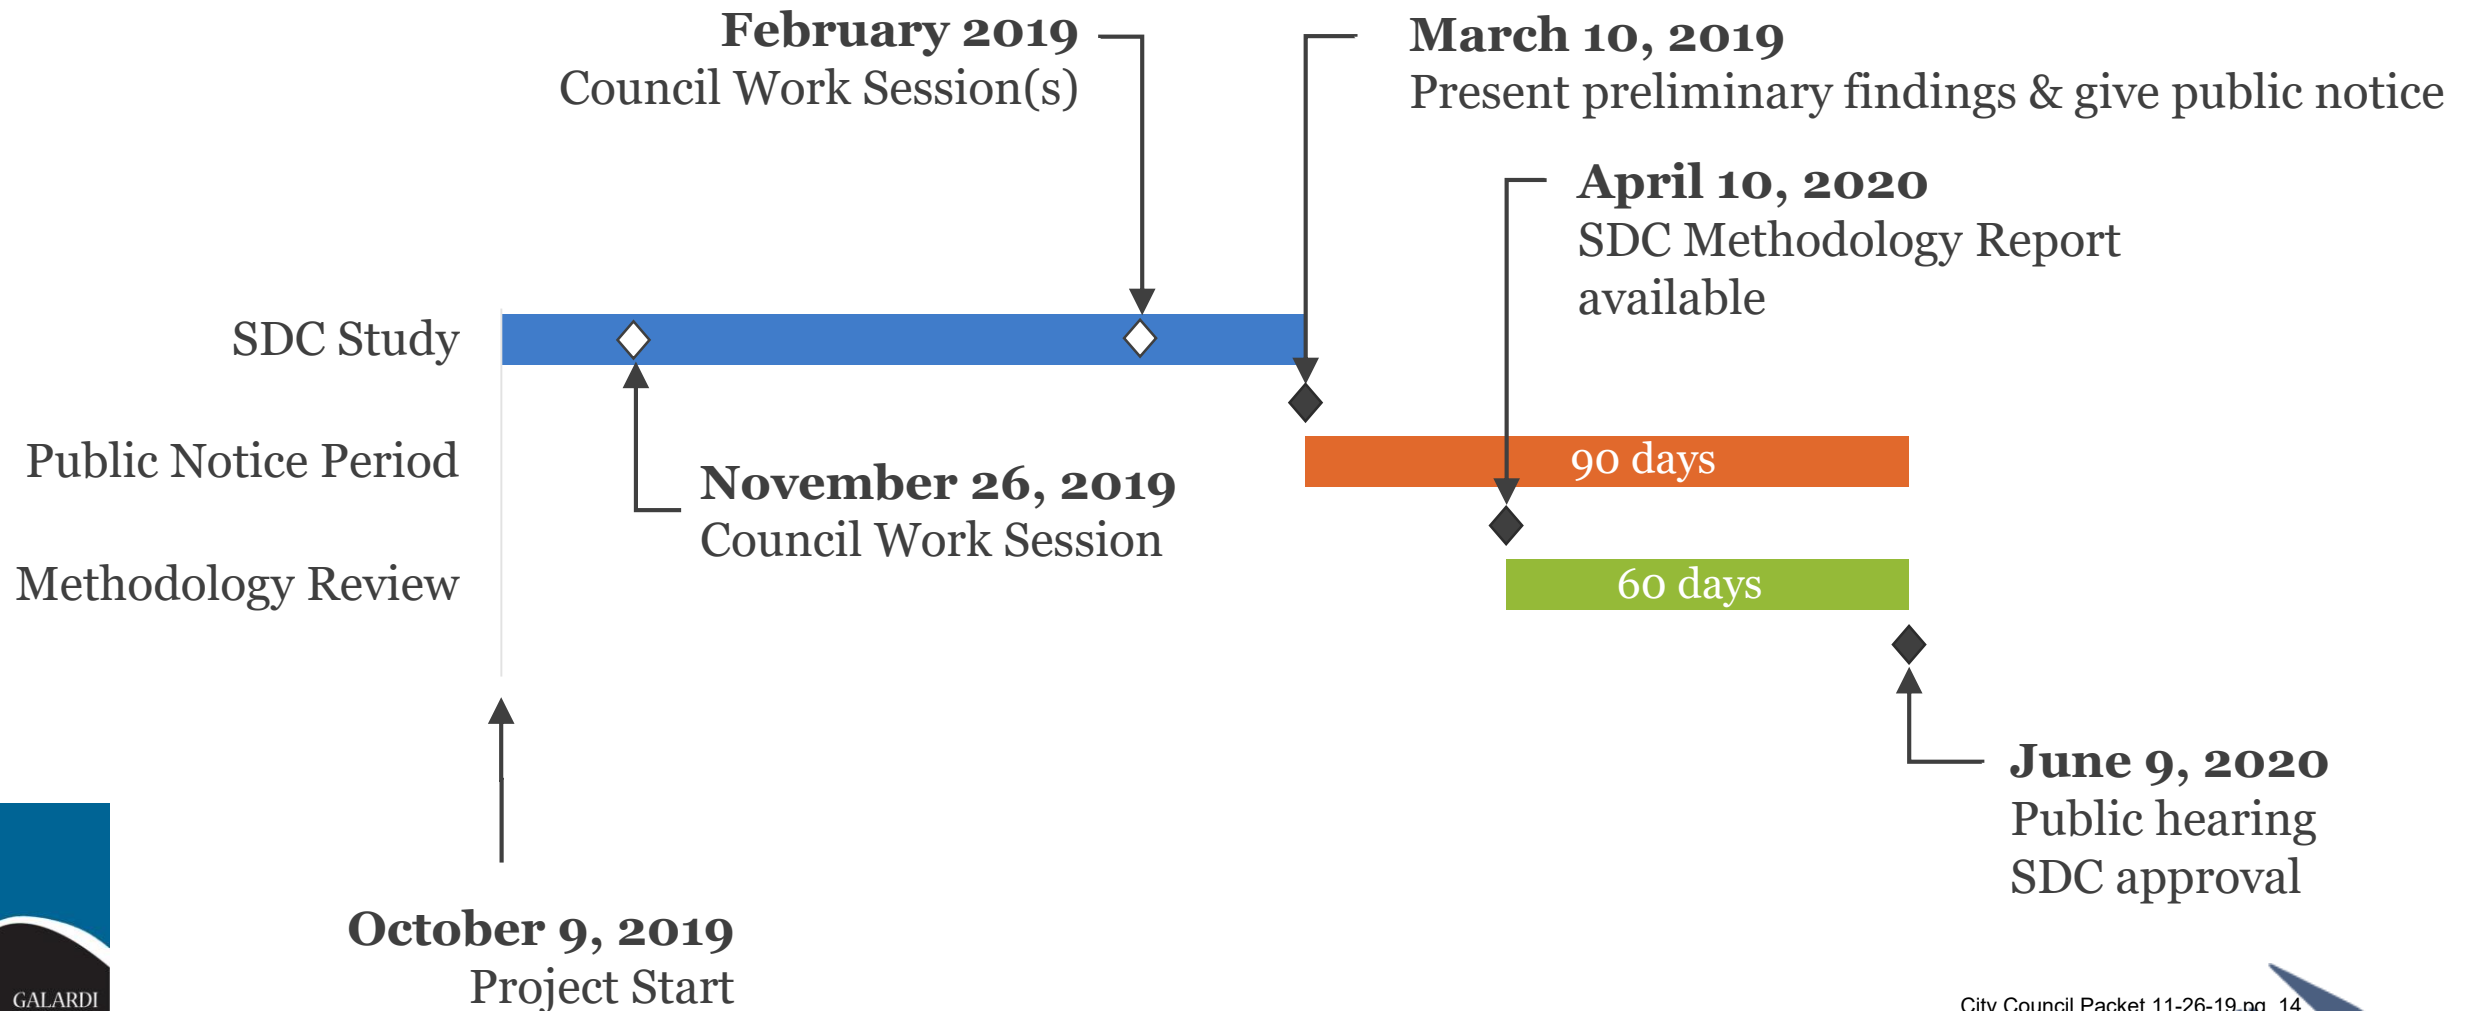 February 2019
Council Work Session(s)
March 10, 2019
Present preliminary findings & give public notice
April 10, 2020
SDC Methodology Report
available
SDC Study
Public Notice Period
90 days
November 26, 2019
Council Work Session
Methodology Review
60 days
June 9, 2020
Public hearing
SDC approval
October 9, 2019
Project Start
GALARDI
City Council Packet 11-26-19 pg. 14